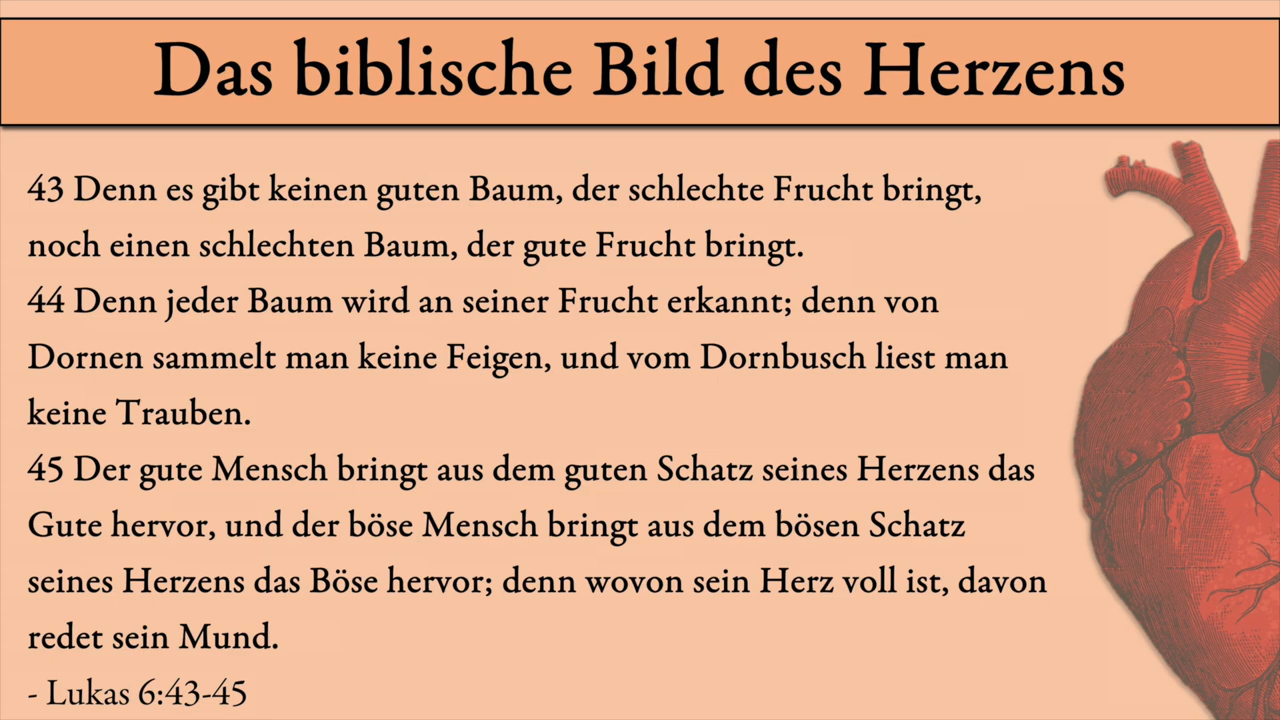 Das biblische Bild des Herzens
43 Denn es gibt keinen guten Baum, der schlechte Frucht bringt,
noch einen schlechten Baum, der gute Frucht bringt.
44 Denn jeder Baum wird an seiner Frucht erkannt; denn von
Dornen sammelt man keine Feigen, und vom Dornbusch liest man
keine Trauben.
45 Der gute Mensch bringt aus dem guten Schatz seines Herzens das
Gute hervor, und der böse Mensch bringt aus dem bösen Schatz
seines Herzens das Böse hervor; denn wovon sein Herz voll ist, davon
redet sein Mund.
- Lukas 6:43-45